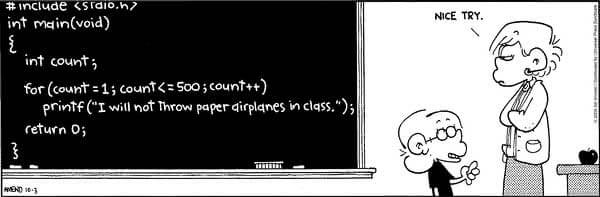 #include <stdio.h>
int main(void)
{
int count;
for (count = 1; count <= 500; count++)
printf("I will not throw paper airplanes in class.");
return 0;
}
NICE TRY.
AMEND 10-3